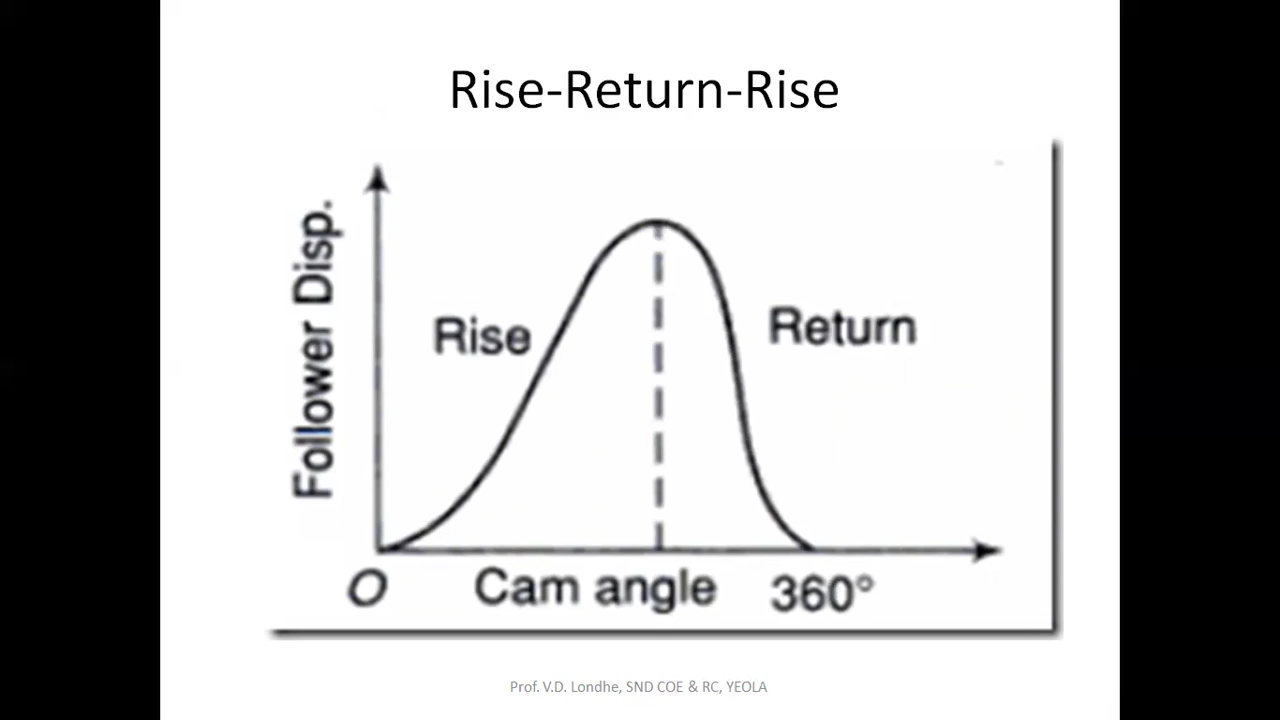 Rise-Return-Rise
Follower Disp.
Rise
Return
O
Cam angle
360°
Prof. V.D. Londhe, SND COE & RC, YEOLA